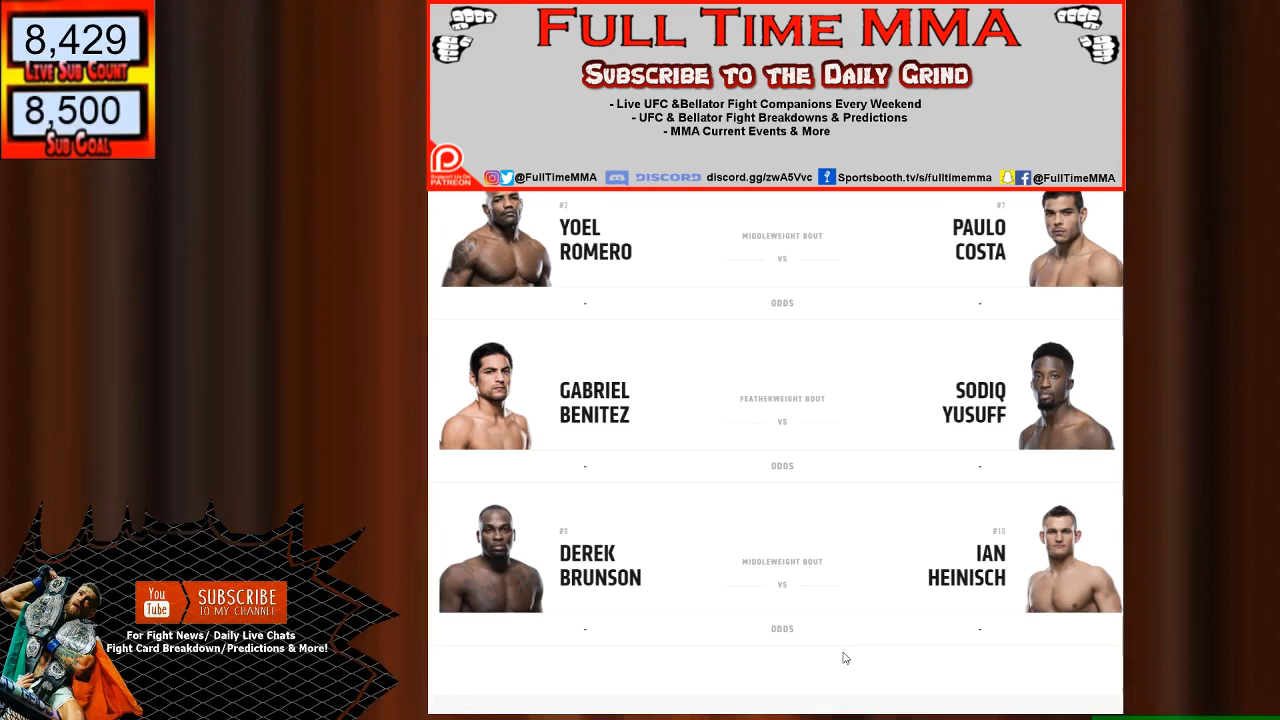 8,429
LIVE SUB COUNT
8,500
SUB GOAL
FULL TIME MMA
SUBSCRIBE TO THE DAILY GRIND
- Live UFC &Bellator Fight Companions Every Weekend
- UFC & Bellator Fight Breakdowns & Predictions
- MMA Current Events & More
Support Us On
PATREON
@FullTimeMMA DISCORD discord.gg/zwA5Vvc Sportsbooth.tv/s/fulltimemma @FullTimeMMA
#2
YOEL
ROMERO
MIDDLEWEIGHT BOUT
VS
#7
PAULO
COSTA
- ODDS -
GABRIEL
BENITEZ
FEATHERWEIGHT BOUT
VS
SODIQ
YUSUFF
- ODDS -
#8
DEREK
BRUNSON
MIDDLEWEIGHT BOUT
VS
#10
IAN
HEINISCH
- ODDS -
You
Tube
SUBSCRIBE
TO MY CHANNEL
For Fight News/ Daily Live Chats
Fight Card Breakdown/Predictions & More!